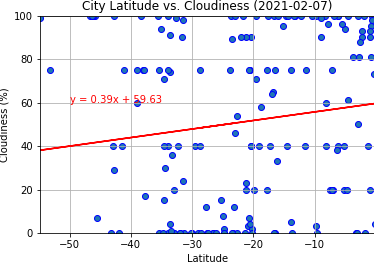 City Latitude vs. Cloudiness (2021-02-07)
100
80
60
40
20
0
Cloudiness (%)
y = 0.39x + 59.63
−50 −40 −30 −20 −10
Latitude